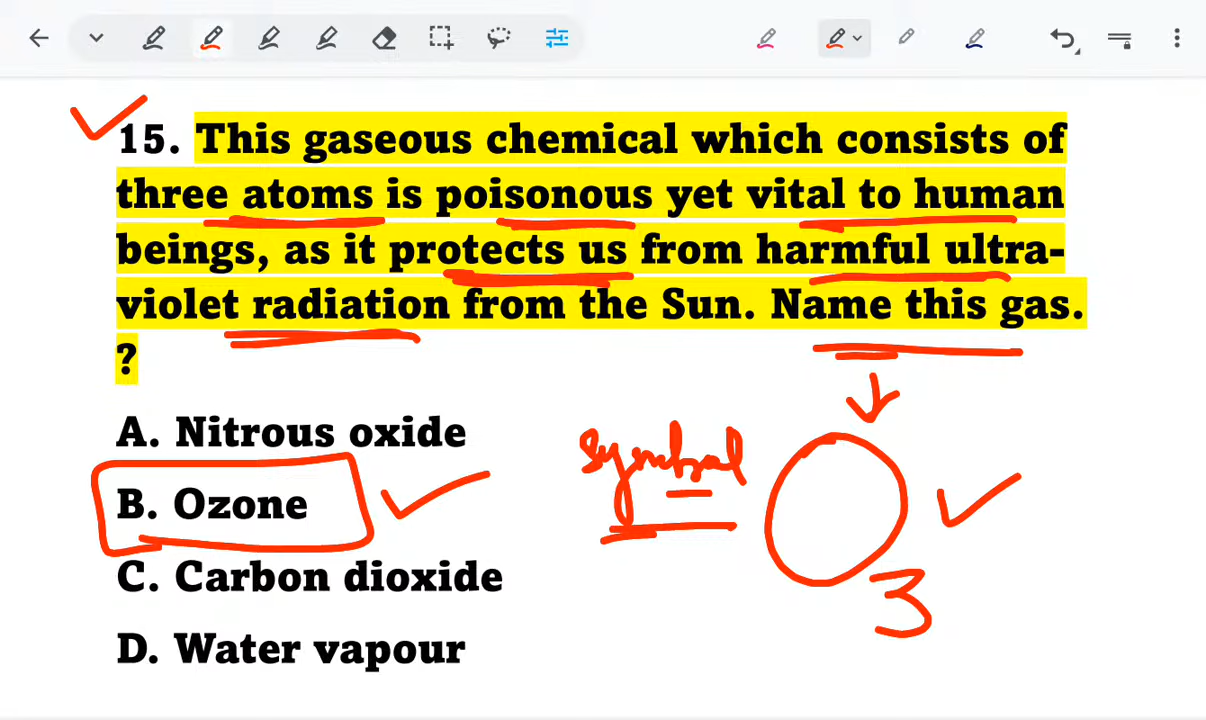 15. This gaseous chemical which consists of
three atoms is poisonous yet vital to human
beings, as it protects us from harmful ultra-
violet radiation from the Sun. Name this gas.
?
A. Nitrous oxide
B. Ozone
C. Carbon dioxide
D. Water vapour
Symbol
O3